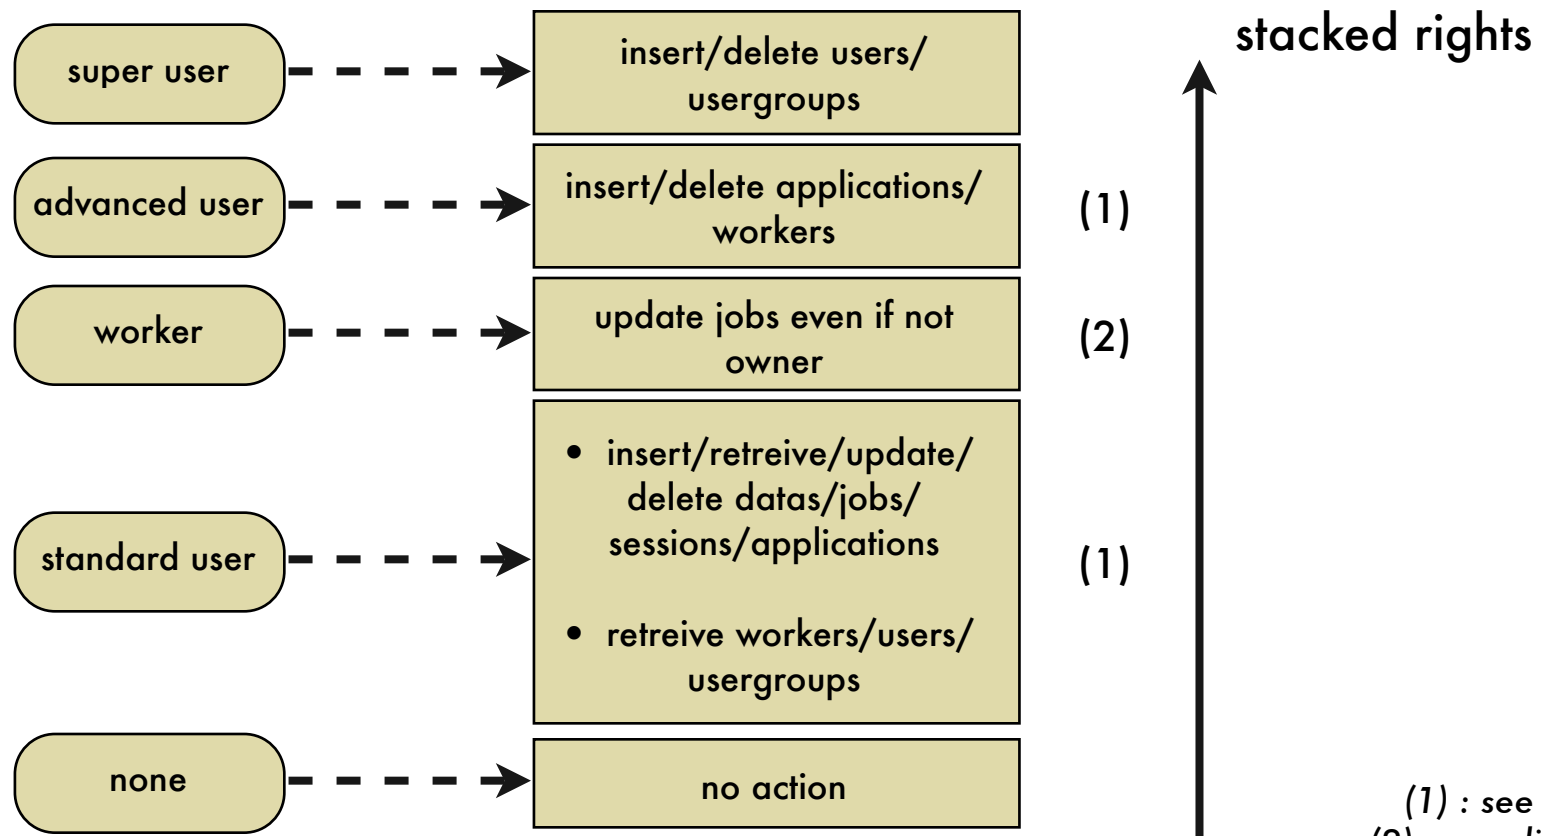 stacked rights
super user
insert/delete users/
usergroups
advanced user
insert/delete applications/
workers
(1)
worker
update jobs even if not
owner
(2)
standard user
• insert/retreive/update/
delete datas/jobs/
sessions/applications
• retreive workers/users/
usergroups
(1)
none
no action
(1) : see